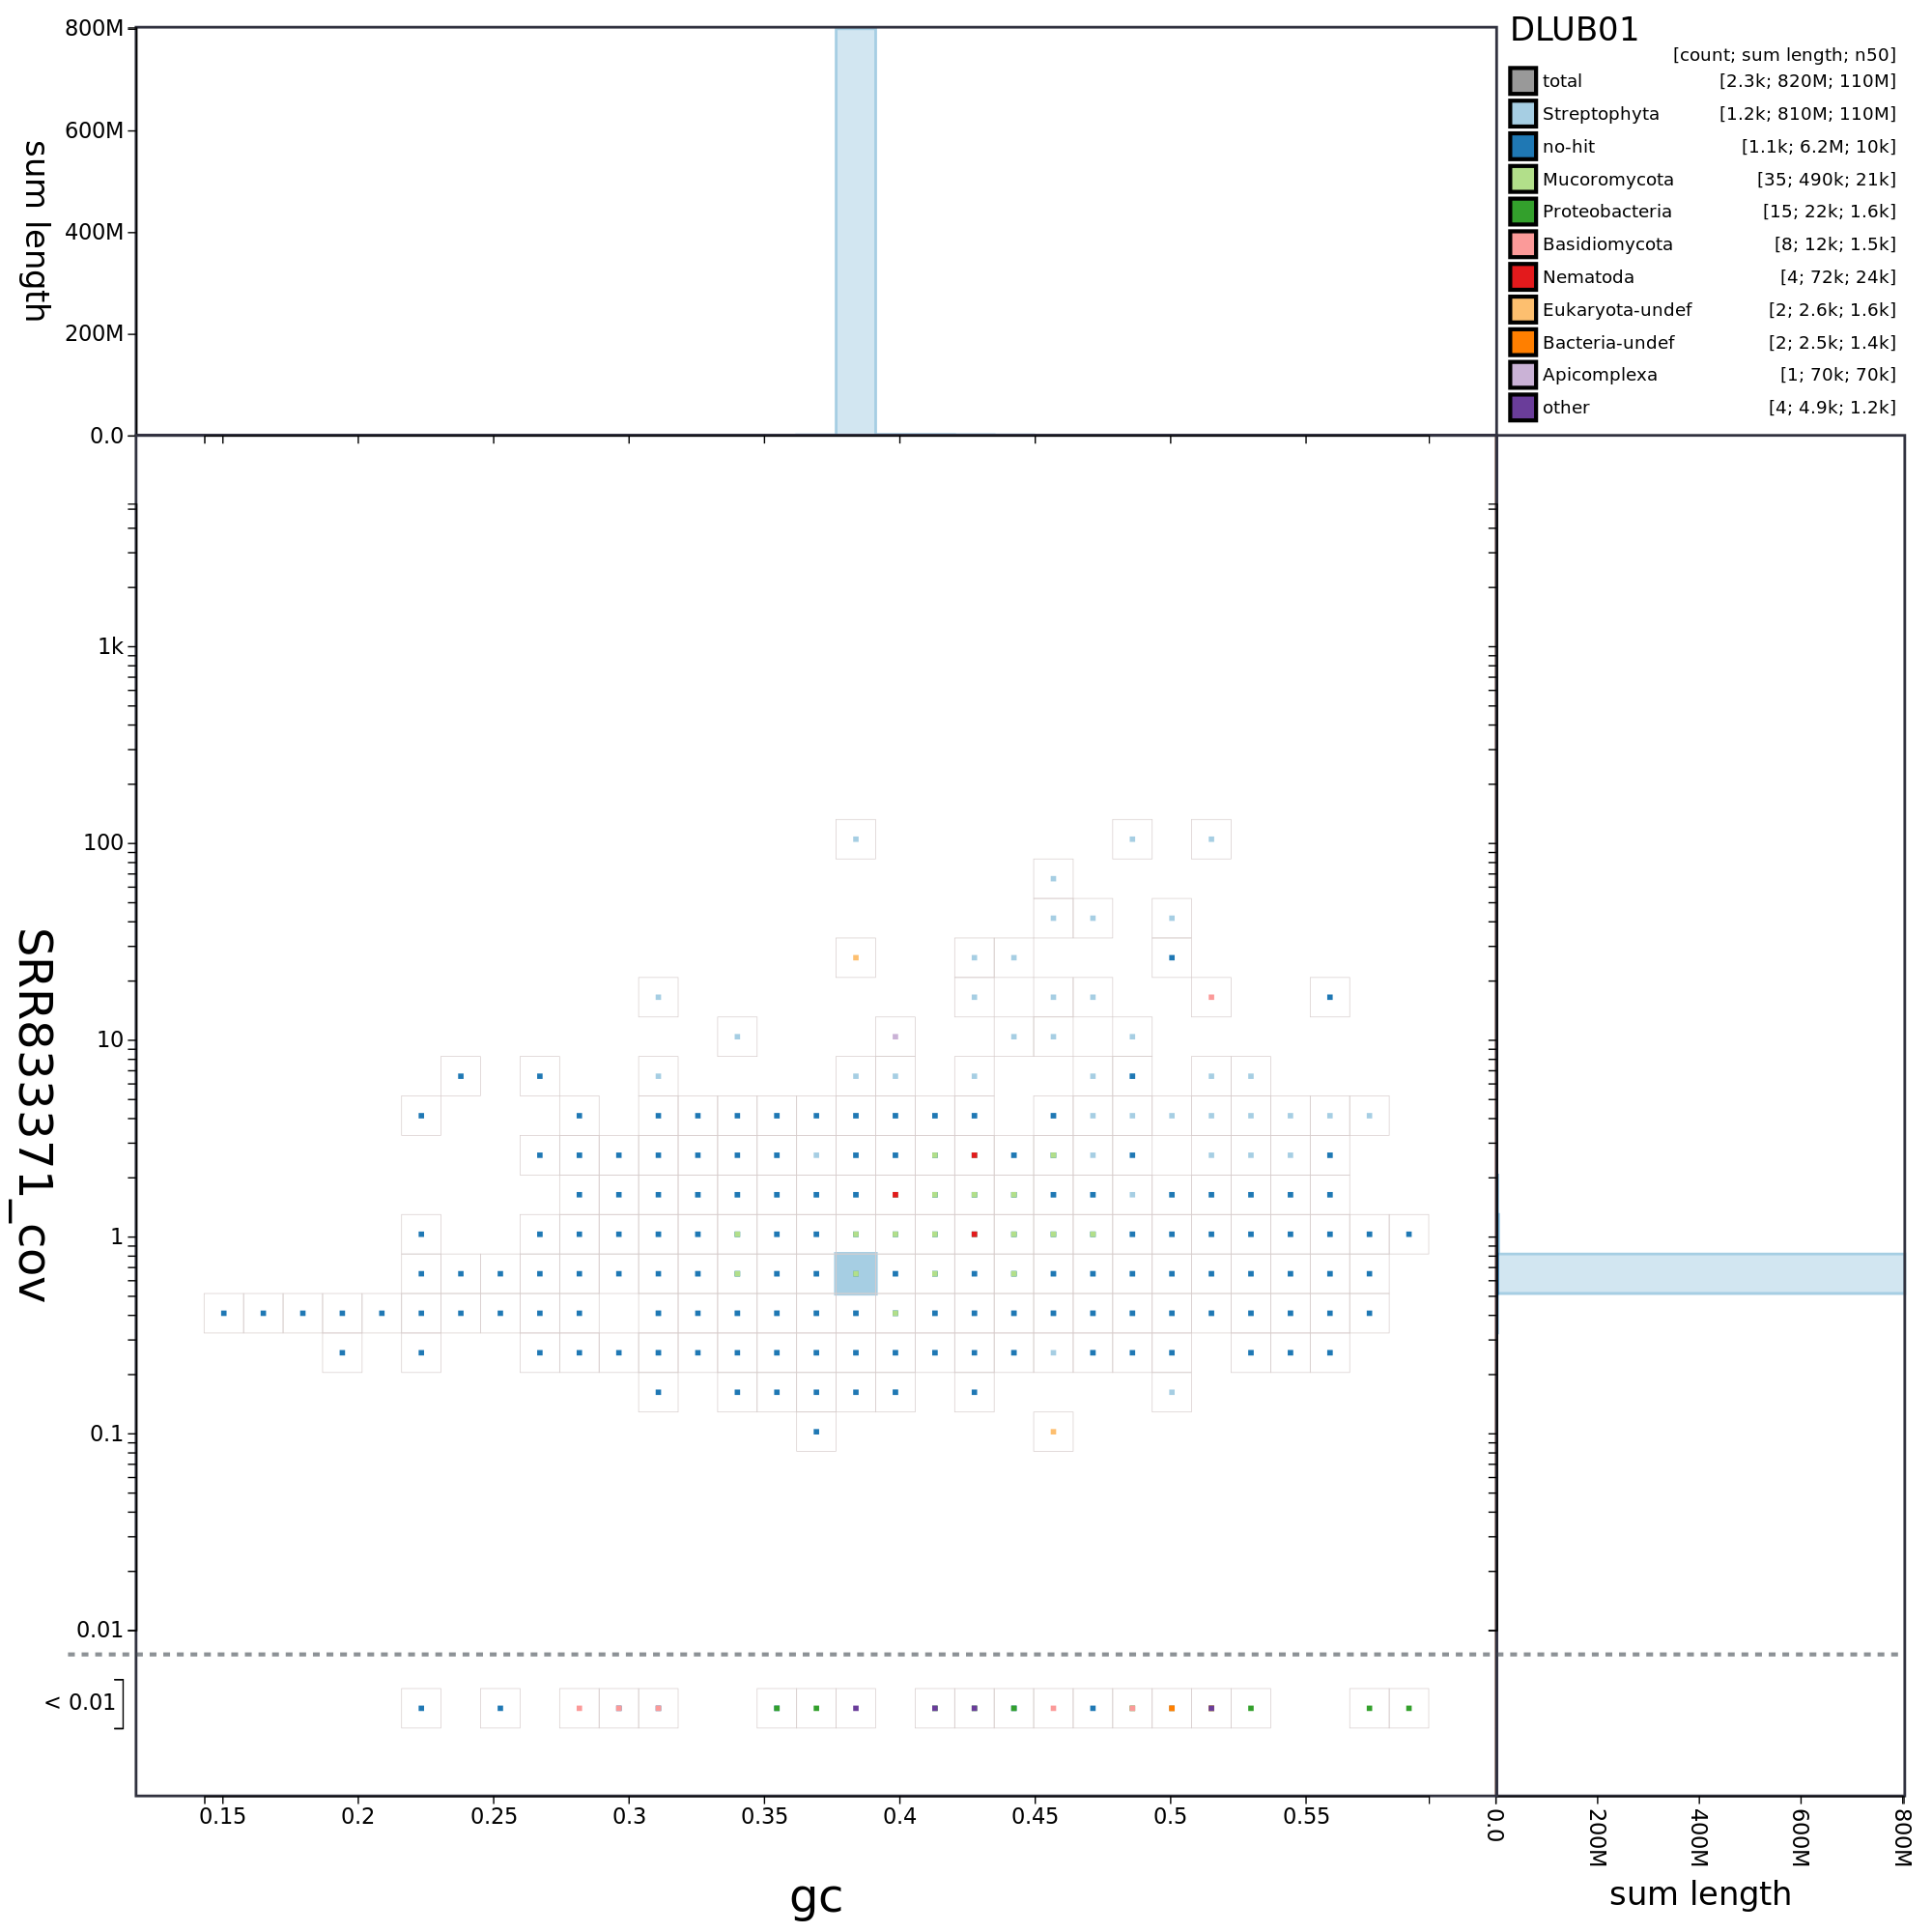 DLUB01
[count; sum length; n50]
total [2.3k; 820M; 110M]
Streptophyta [1.2k; 810M; 110M]
no-hit [1.1k; 6.2M; 10k]
Mucoromycota [35; 490k; 21k]
Proteobacteria [15; 22k; 1.6k]
Basidiomycota [8; 12k; 1.5k]
Nematoda [4; 72k; 24k]
Eukaryota-undef [2; 2.6k; 1.6k]
Bacteria-undef [2; 2.5k; 1.4k]
Apicomplexa [1; 70k; 70k]
other [4; 4.9k; 1.2k]
sum length
800M
600M
400M
200M
0.0
SRR833371_cov
1k
100
10
1
0.1
0.01
< 0.01
0.15 0.2 0.25 0.3 0.35 0.4 0.45 0.5 0.55
gc
0.0 200M 400M 600M 800M
sum length